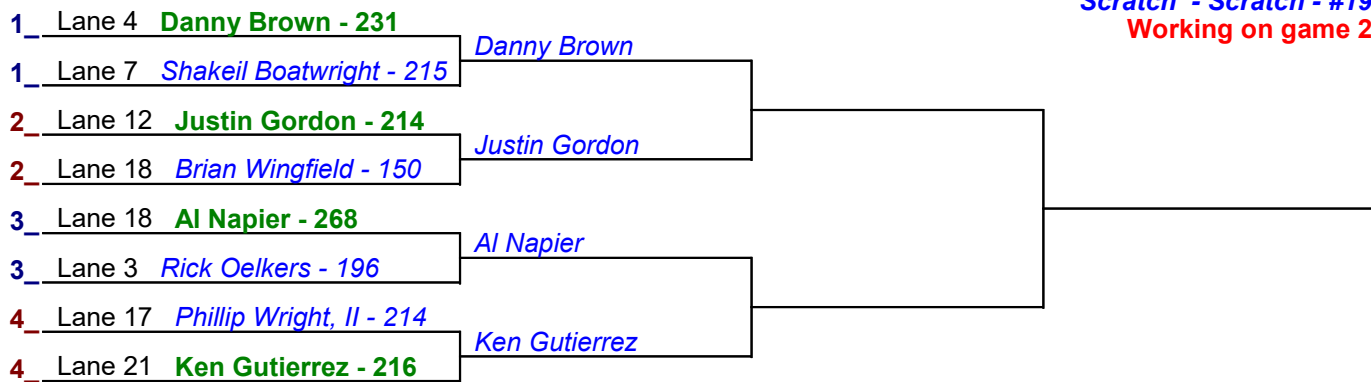 Scratch - Scratch - #19
Working on game 2
1_ Lane 4 Danny Brown - 231
Danny Brown
1_ Lane 7 Shakeil Boatwright - 215
2_ Lane 12 Justin Gordon - 214
Justin Gordon
2_ Lane 18 Brian Wingfield - 150
3_ Lane 18 Al Napier - 268
Al Napier
3_ Lane 3 Rick Oelkers - 196
4_ Lane 17 Phillip Wright, II - 214
Ken Gutierrez
4_ Lane 21 Ken Gutierrez - 216